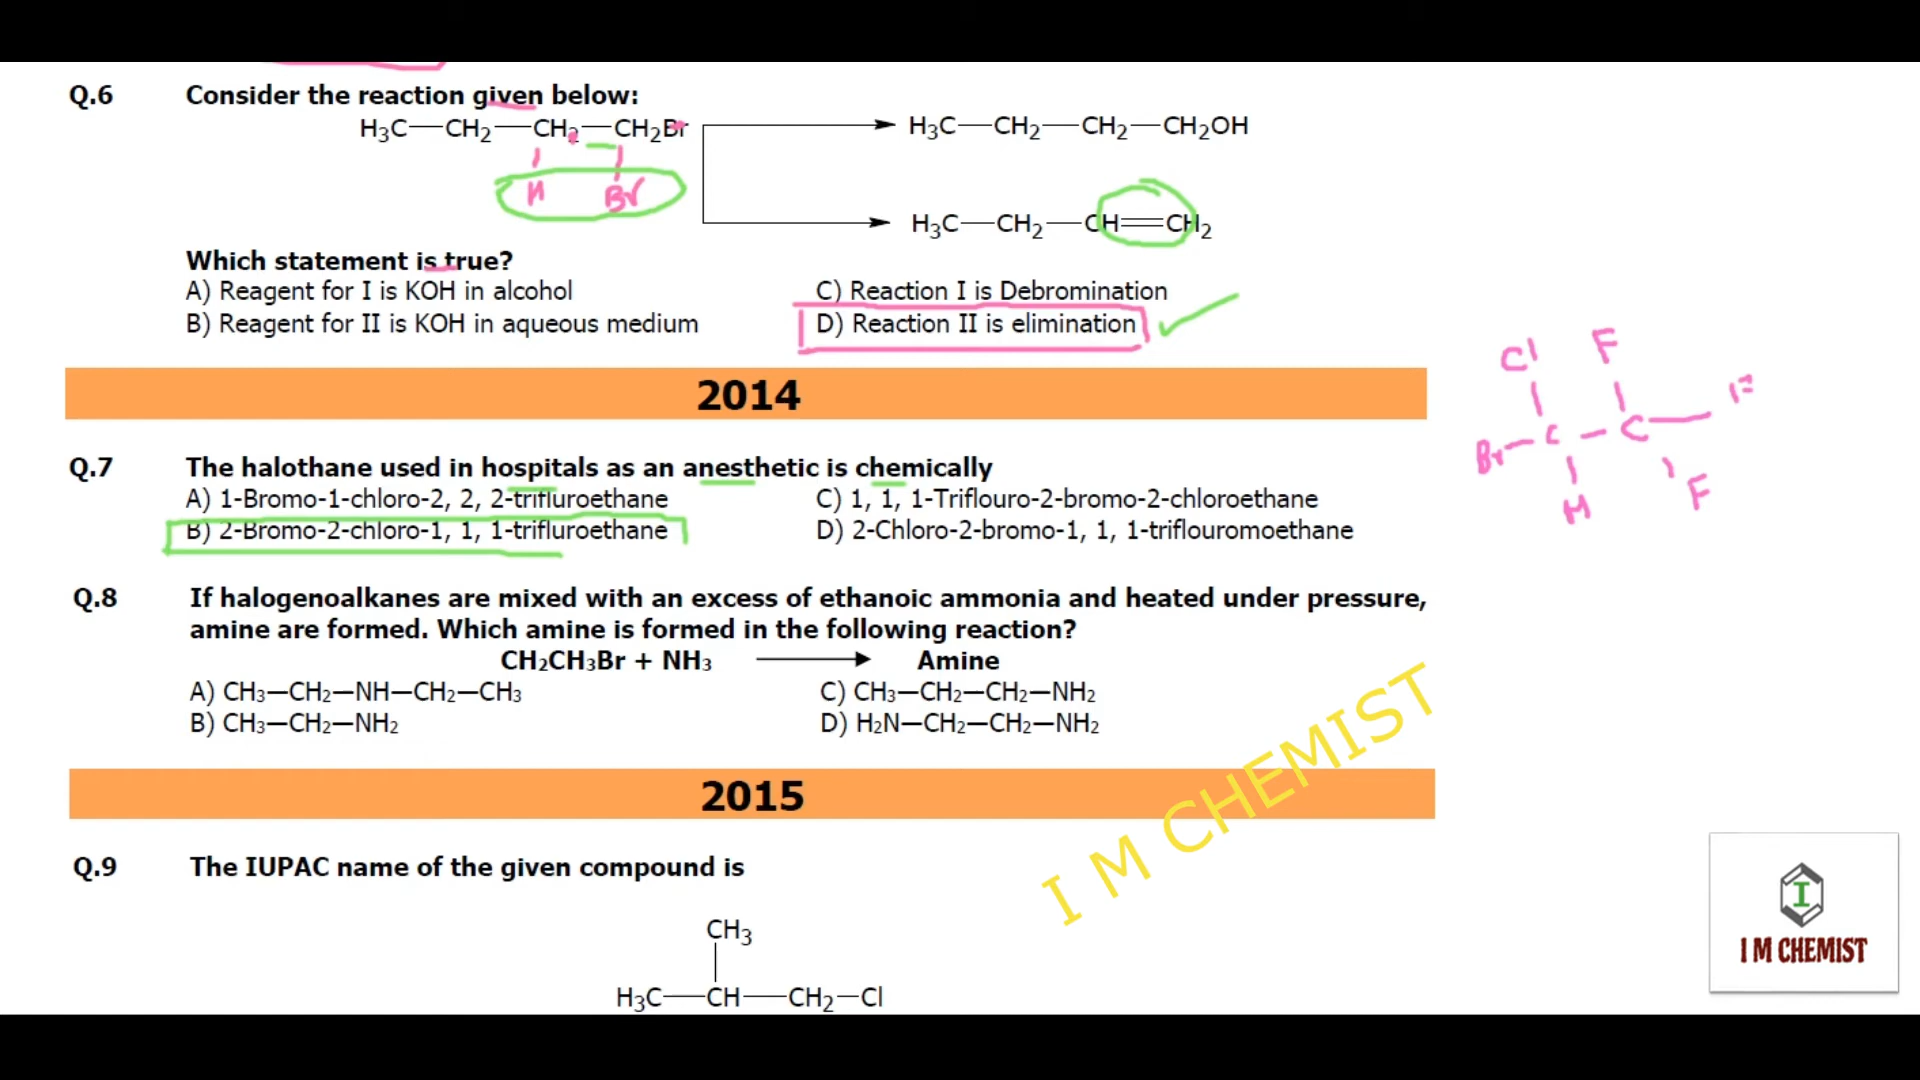 Q.6 Consider the reaction given below:
H₃C—CH₂—CH₂—CH₂Br
H₃C—CH₂—CH₂—CH₂OH
H Br
H₃C—CH₂—CH=CH₂
Which statement is true?
A) Reagent for I is KOH in alcohol
C) Reaction I is Debromination
B) Reagent for II is KOH in aqueous medium
D) Reaction II is elimination
2014
Cl F
F
Br C C
H F
Q.7 The halothane used in hospitals as an anesthetic is chemically
A) 1-Bromo-1-chloro-2, 2, 2-trifluroethane
C) 1, 1, 1-Triflouro-2-bromo-2-chloroethane
B) 2-Bromo-2-chloro-1, 1, 1-trifluroethane
D) 2-Chloro-2-bromo-1, 1, 1-triflouromoethane
Q.8 If halogenoalkanes are mixed with an excess of ethanoic ammonia and heated under pressure,
amine are formed. Which amine is formed in the following reaction?
CH₂CH₃Br + NH₃ → Amine
A) CH₃—CH₂—NH—CH₂—CH₃
C) CH₃—CH₂—CH₂—NH₂
B) CH₃—CH₂—NH₂
D) H₂N—CH₂—CH₂—NH₂
I M CHEMIST
2015
Q.9 The IUPAC name of the given compound is
CH₃
H₃C—CH—CH₂—Cl
I
I M CHEMIST